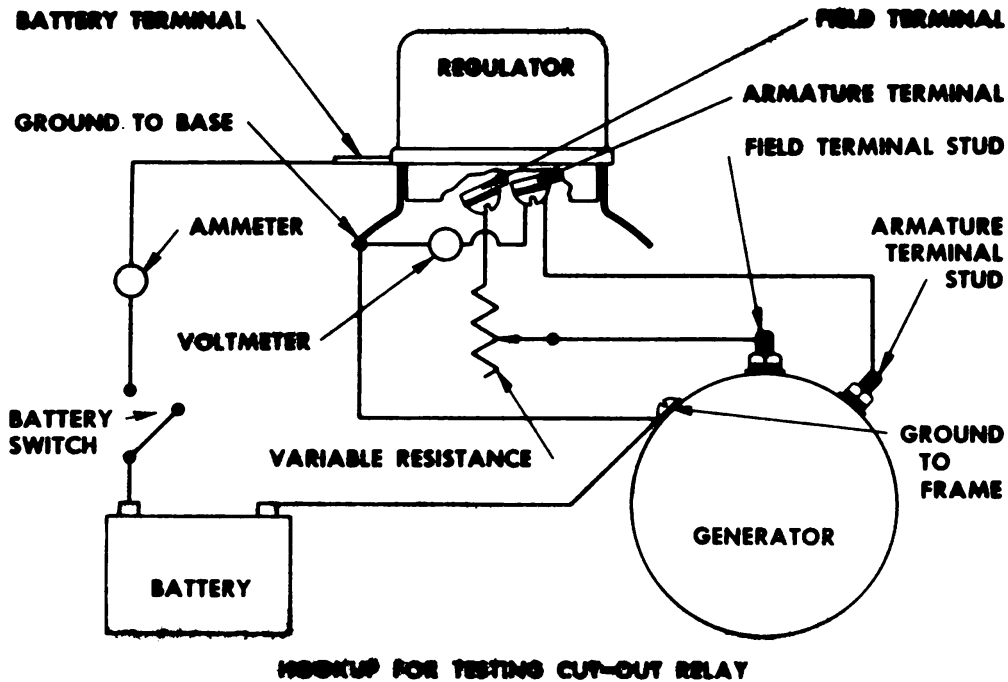 BATTERY TERMINAL
REGULATOR
FIELD TERMINAL
ARMATURE TERMINAL
GROUND TO BASE
FIELD TERMINAL STUD
AMMETER
ARMATURE
TERMINAL
STUD
VOLTMETER
BATTERY
SWITCH
VARIABLE RESISTANCE
GROUND
TO
FRAME
GENERATOR
BATTERY
HOOKUP FOR TESTING CUT-OUT RELAY